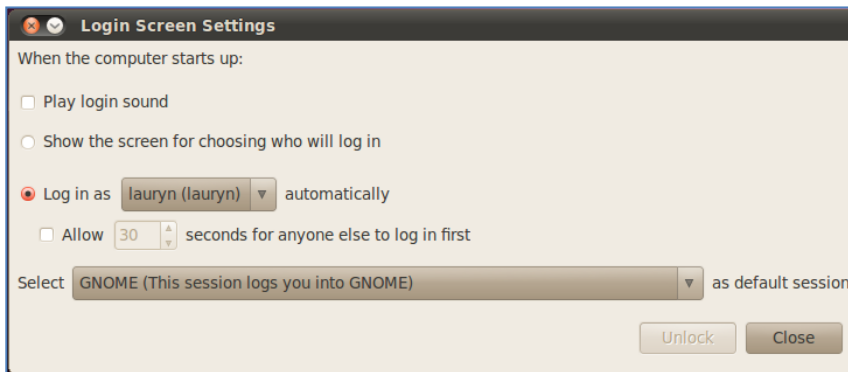 Login Screen Settings
When the computer starts up:
Play login sound
Show the screen for choosing who will log in
Log in as lauryn (lauryn) automatically
Allow 30 seconds for anyone else to log in first
Select GNOME (This session logs you into GNOME) as default session
Unlock Close